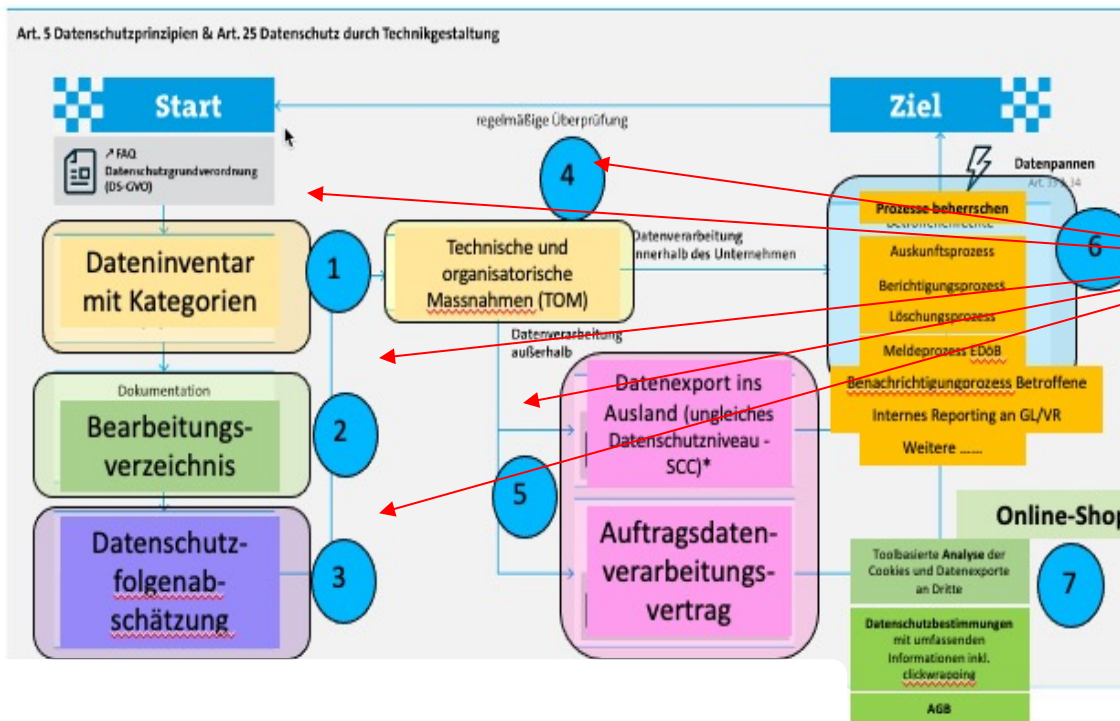 Art. 5 Datenschutzprinzipien & Art. 25 Datenschutz durch Technikgestaltung
Start
Ziel
regelmäßige Überprüfung
↗ FAQ
Datenschutzgrundverordnung
(DS-GVO)
4
Datenpannen
Prozesse beherrschen
Dateninventar
mit Kategorien
1
Technische und
organisatorische
Massnahmen (TOM)
Datenverarbeitung
innerhalb des Unternehmen
Auskunftsprozess
Berichtigungsprozess
Löschungsprozess
6
Datenverarbeitung
außerhalb
Meldeprozess EDöB
Benachrichtigungprozess Betroffene
Internes Reporting an GL/VR
Weitere ......
Dokumentation
Bearbeitungs-
verzeichnis
2
Datenexport ins
Ausland (ungleiches
Datenschutzniveau -
SCC)*
5
Datenschutz-
folgenab-
schätzung
3
Auftragsdaten-
verarbeitungs-
vertrag
Online-Shop
Toolbasierte Analyse der
Cookies und Datenexporte
an Dritte
7
Datenschutzbestimmungen
mit umfassenden
Informationen inkl.
clickwrapping
AGB